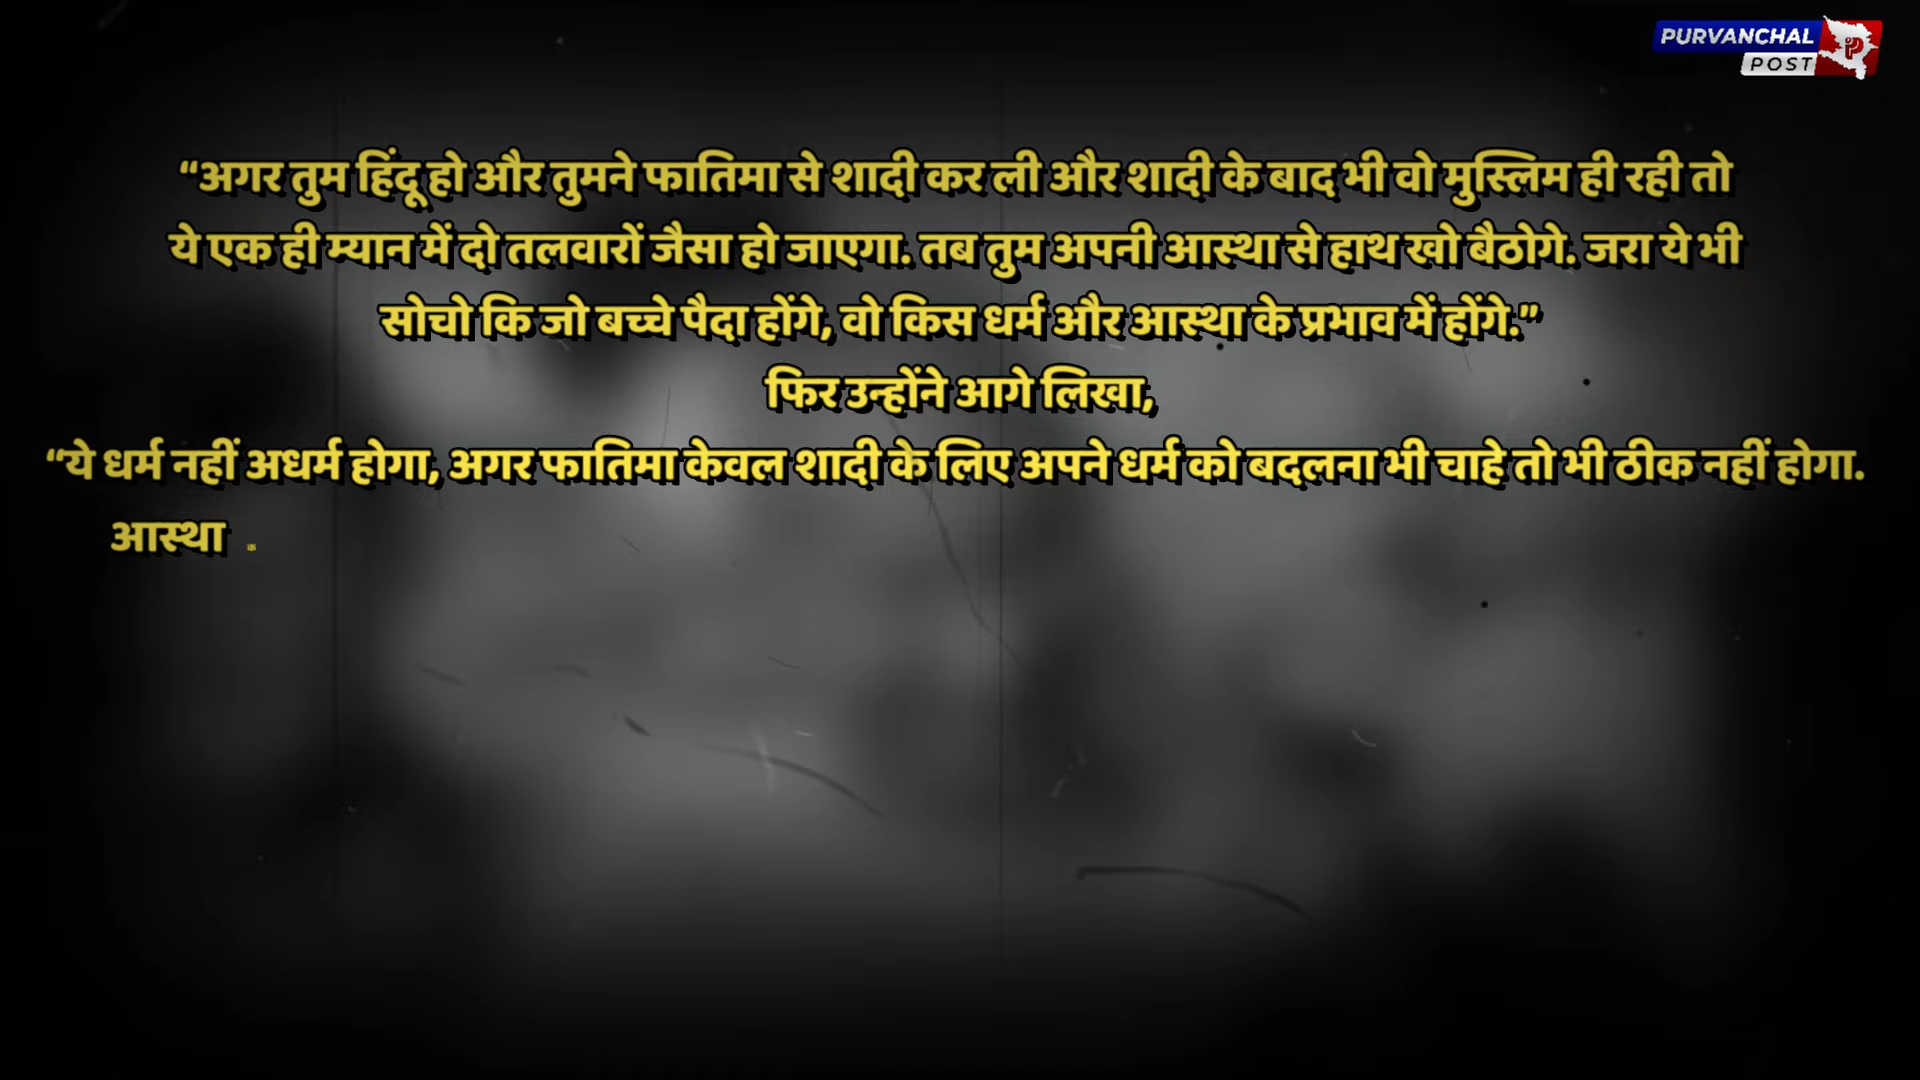 PURVANCHAL
POST
“अगर तुम हिंदू हो और तुमने फातिमा से शादी कर ली और शादी के बाद भी वो मुस्लिम ही रही तो
ये एक ही म्यान में दो तलवारों जैसा हो जाएगा. तब तुम अपनी आस्था से हाथ खो बैठोगे. जरा ये भी
सोचो कि जो बच्चे पैदा होंगे, वो किस धर्म और आस्था के प्रभाव में होंगे.”
फिर उन्होंने आगे लिखा,
“ये धर्म नहीं अधर्म होगा, अगर फातिमा केवल शादी के लिए अपने धर्म को बदलना भी चाहे तो भी ठीक नहीं होगा.
आस्था